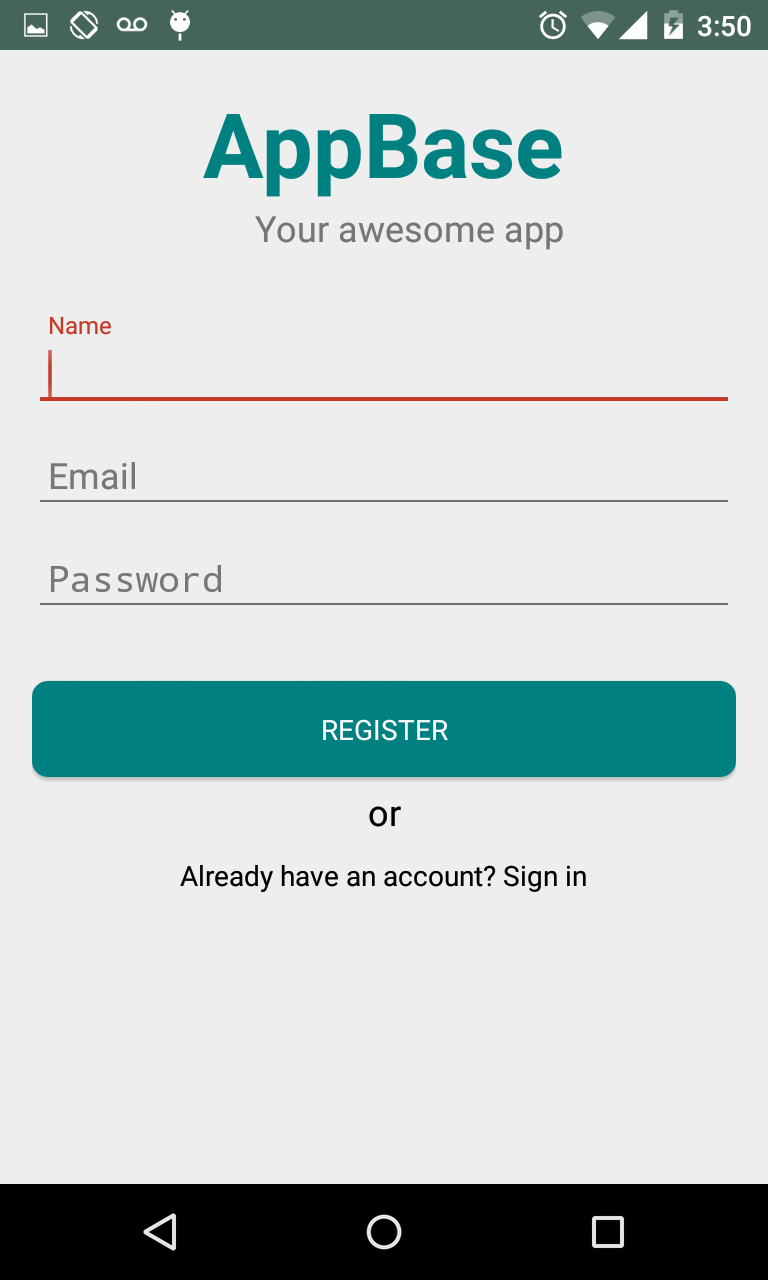 3:50
AppBase
Your awesome app
Name
Email
Password
REGISTER
or
Already have an account? Sign in